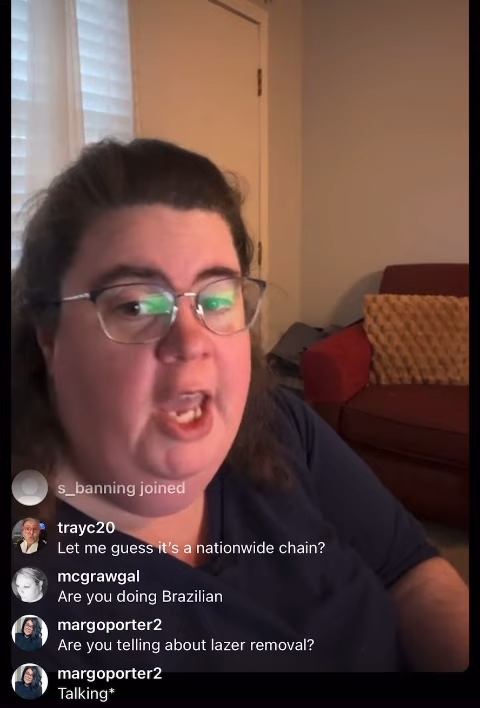 s_banning joined
trayc20
Let me guess it's a nationwide chain?
mcgrawgal
Are you doing Brazilian
margoporter2
Are you telling about lazer removal?
margoporter2
Talking*